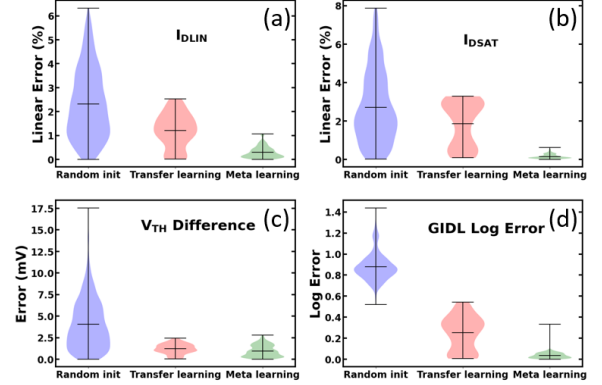 (a)
I_DLIN
Linear Error (%)
6
5
4
3
2
1
0
Random init Transfer learning Meta learning
(b)
I_DSAT
Linear Error (%)
8
6
4
2
0
Random init Transfer learning Meta learning
(c)
V_TH Difference
Error (mV)
17.5
15.0
12.5
10.0
7.5
5.0
2.5
0.0
Random init Transfer learning Meta learning
(d)
GIDL Log Error
Log Error
1.4
1.2
1.0
0.8
0.6
0.4
0.2
0.0
Random init Transfer learning Meta learning